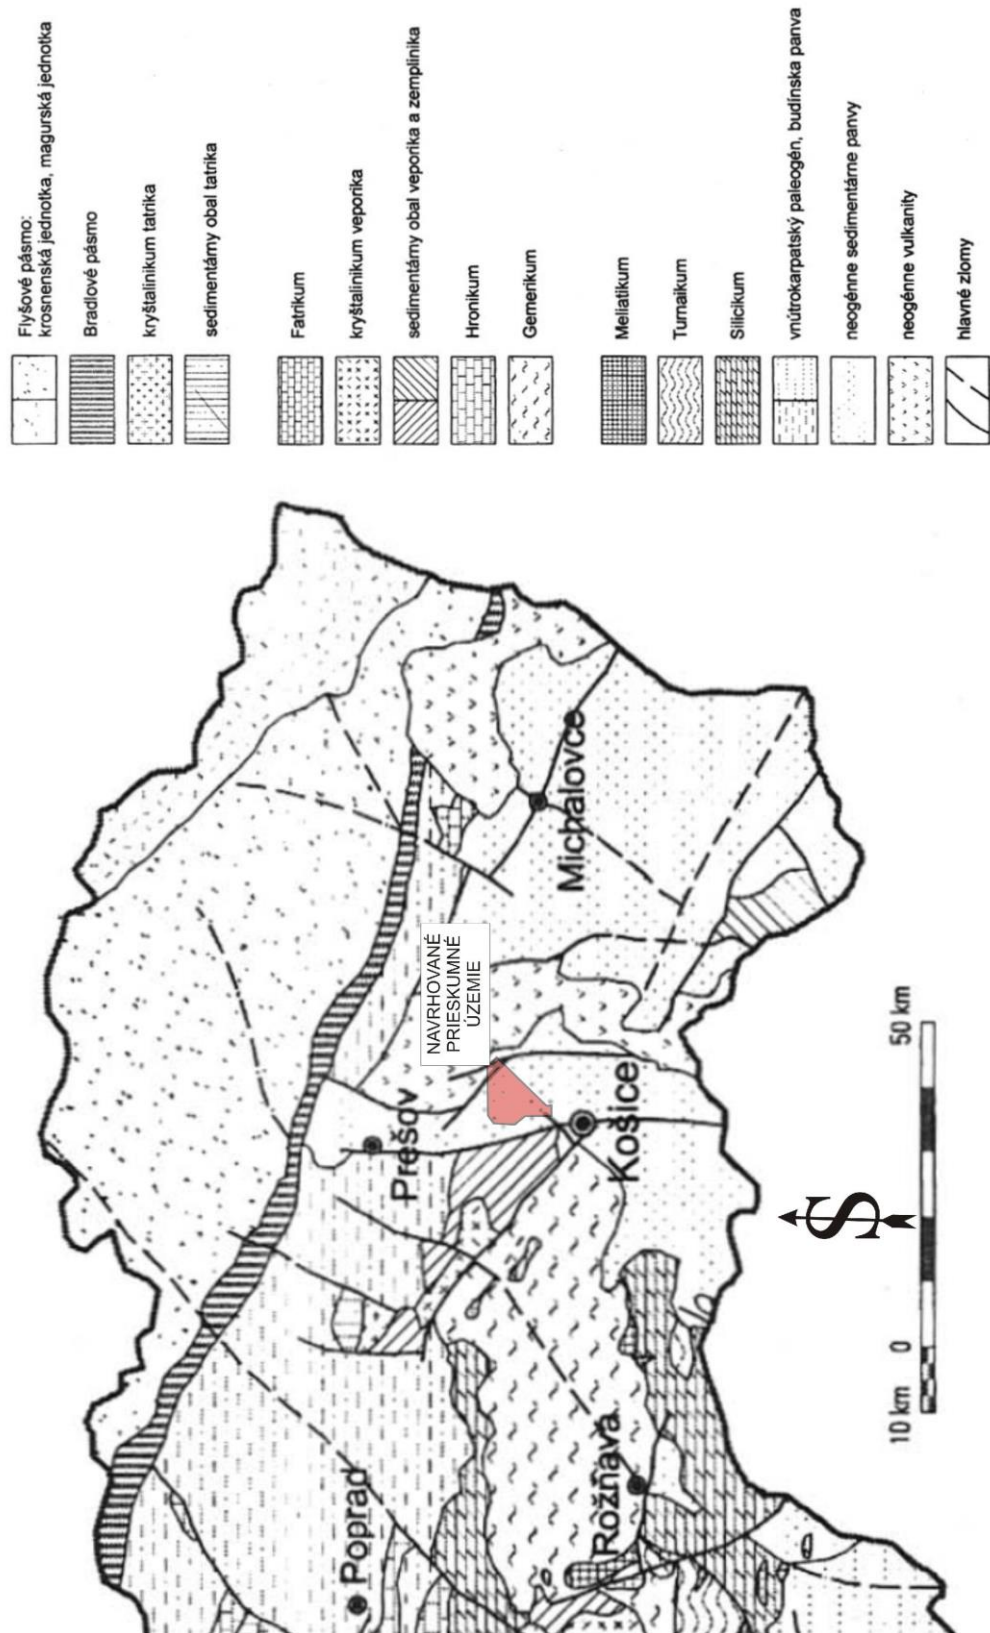 Flyšové pásmo:
krosnenská jednotka, magurská jednotka
Bradlové pásmo
kryštalinikum tatrika
sedimentárny obal tatrika
Fatrikum
kryštalinikum veporika
sedimentárny obal veporika a zemplinika
Hronikum
Gemerikum
Meliatikum
Turnaikum
Silicikum
vnútrokarpatský paleogén, budínska panva
neogénne sedimentárne panvy
neogénne vulkanity
hlavné zlomy
Poprad
Prešov
NAVRHOVANÉ
PRIESKUMNÉ
ÚZEMIE
Michalovce
Košice
Rožňava
S
10 km
0
50 km